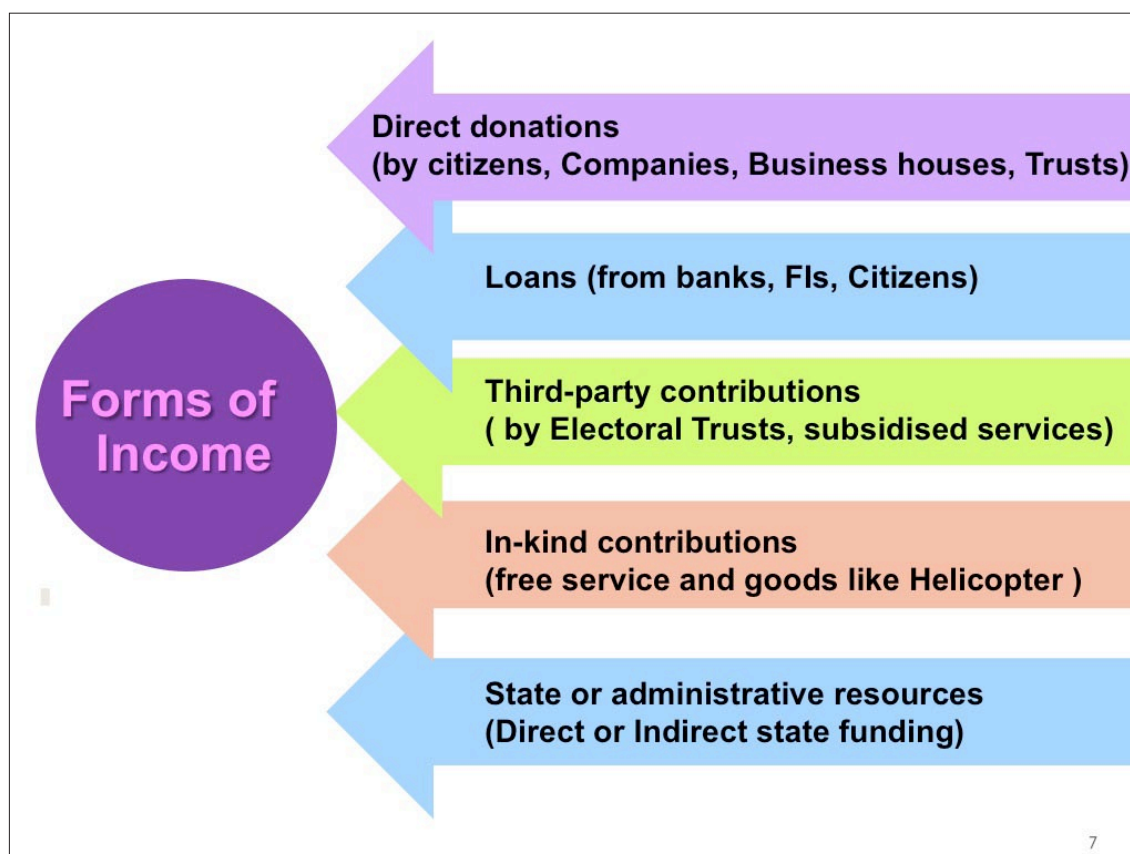 Direct donations
(by citizens, Companies, Business houses, Trusts)
Loans (from banks, FIs, Citizens)
Forms of
Income
Third-party contributions
( by Electoral Trusts, subsidised services)
In-kind contributions
(free service and goods like Helicopter )
State or administrative resources
(Direct or Indirect state funding)
7